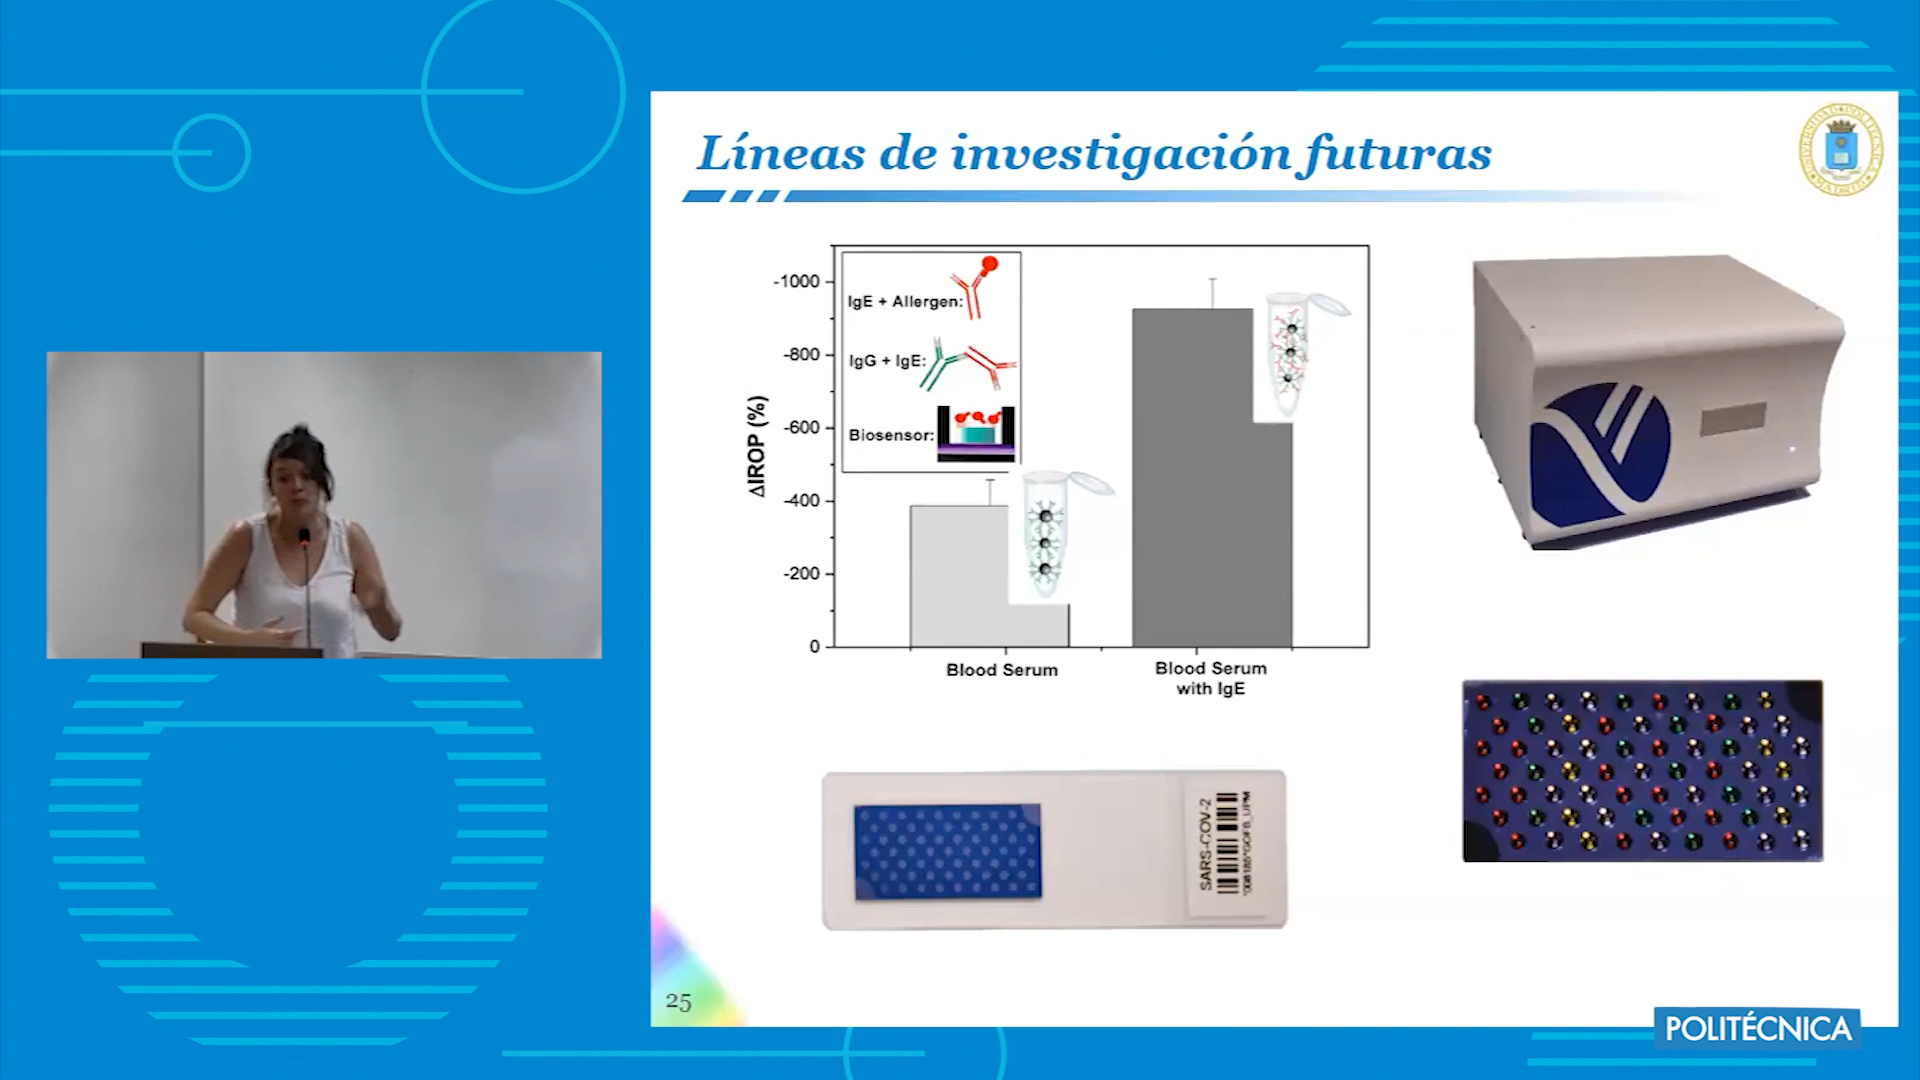 Líneas de investigación futuras
-1000
-800
-600
-400
-200
0
ΔIROP (%)
IgE + Allergen:
IgG + IgE:
Biosensor:
Blood Serum
Blood Serum
with IgE
SARS-COV-2
25
POLITÉCNICA